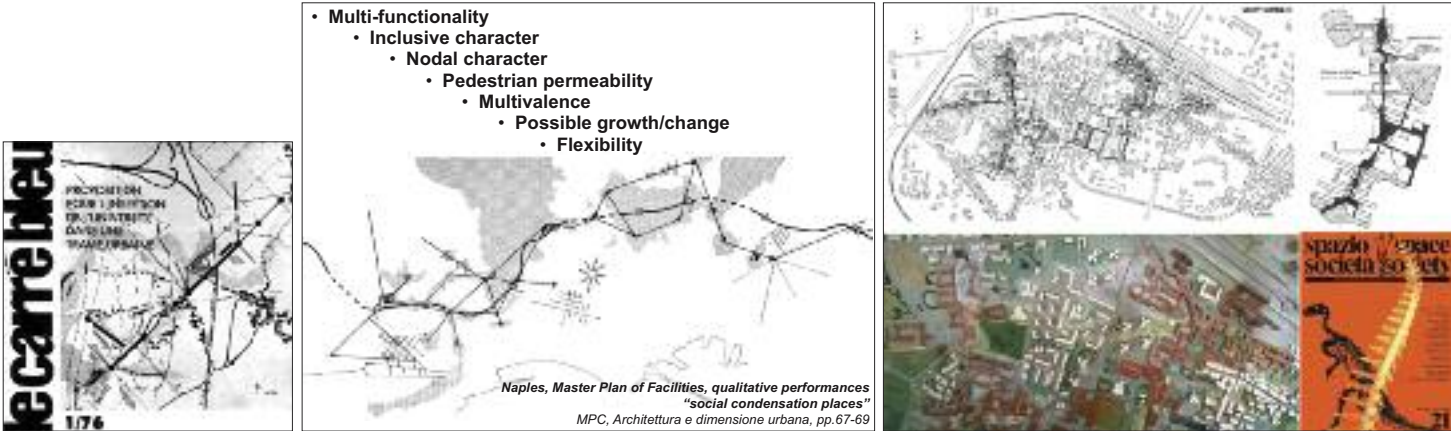 le carré bleu
PROPOSITION
POUR L'INSERTION
DE L'UNIVERSITÉ
DANS UNE
TRAME URBAINE
1/76
• Multi-functionality
• Inclusive character
• Nodal character
• Pedestrian permeability
• Multivalence
• Possible growth/change
• Flexibility
Naples, Master Plan of Facilities, qualitative performances
“social condensation places”
MPC, Architettura e dimensione urbana, pp.67-69
spazio space
società society
71